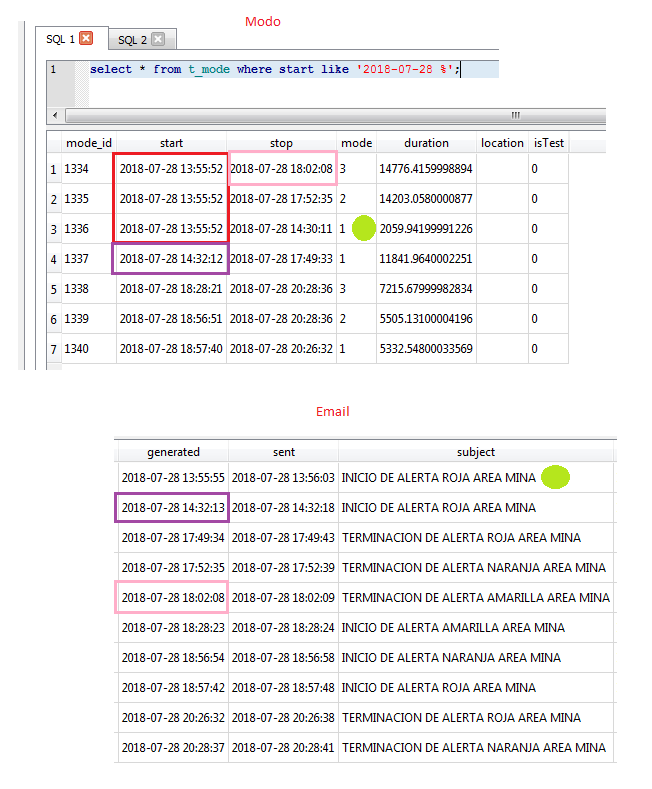 Modo
SQL 1 SQL 2
1 select * from t_mode where start like '2018-07-28 %';
mode_id start stop mode duration location isTest
1 1334 2018-07-28 13:55:52 2018-07-28 18:02:08 3 14776.4159998894 0
2 1335 2018-07-28 13:55:52 2018-07-28 17:52:35 2 14203.0580000877 0
3 1336 2018-07-28 13:55:52 2018-07-28 14:30:11 1 2059.94199991226 0
4 1337 2018-07-28 14:32:12 2018-07-28 17:49:33 1 11841.9640002251 0
5 1338 2018-07-28 18:28:21 2018-07-28 20:28:36 3 7215.67999982834 0
6 1339 2018-07-28 18:56:51 2018-07-28 20:28:36 2 5505.13100004196 0
7 1340 2018-07-28 18:57:40 2018-07-28 20:26:32 1 5332.54800033569 0
Email
generated sent subject
2018-07-28 13:55:55 2018-07-28 13:56:03 INICIO DE ALERTA ROJA AREA MINA
2018-07-28 14:32:13 2018-07-28 14:32:18 INICIO DE ALERTA ROJA AREA MINA
2018-07-28 17:49:34 2018-07-28 17:49:43 TERMINACION DE ALERTA ROJA AREA MINA
2018-07-28 17:52:35 2018-07-28 17:52:39 TERMINACION DE ALERTA NARANJA AREA MINA
2018-07-28 18:02:08 2018-07-28 18:02:09 TERMINACION DE ALERTA AMARILLA AREA MINA
2018-07-28 18:28:23 2018-07-28 18:28:24 INICIO DE ALERTA AMARILLA AREA MINA
2018-07-28 18:56:54 2018-07-28 18:56:58 INICIO DE ALERTA NARANJA AREA MINA
2018-07-28 18:57:42 2018-07-28 18:57:48 INICIO DE ALERTA ROJA AREA MINA
2018-07-28 20:26:32 2018-07-28 20:26:38 TERMINACION DE ALERTA ROJA AREA MINA
2018-07-28 20:28:37 2018-07-28 20:28:41 TERMINACION DE ALERTA NARANJA AREA MINA